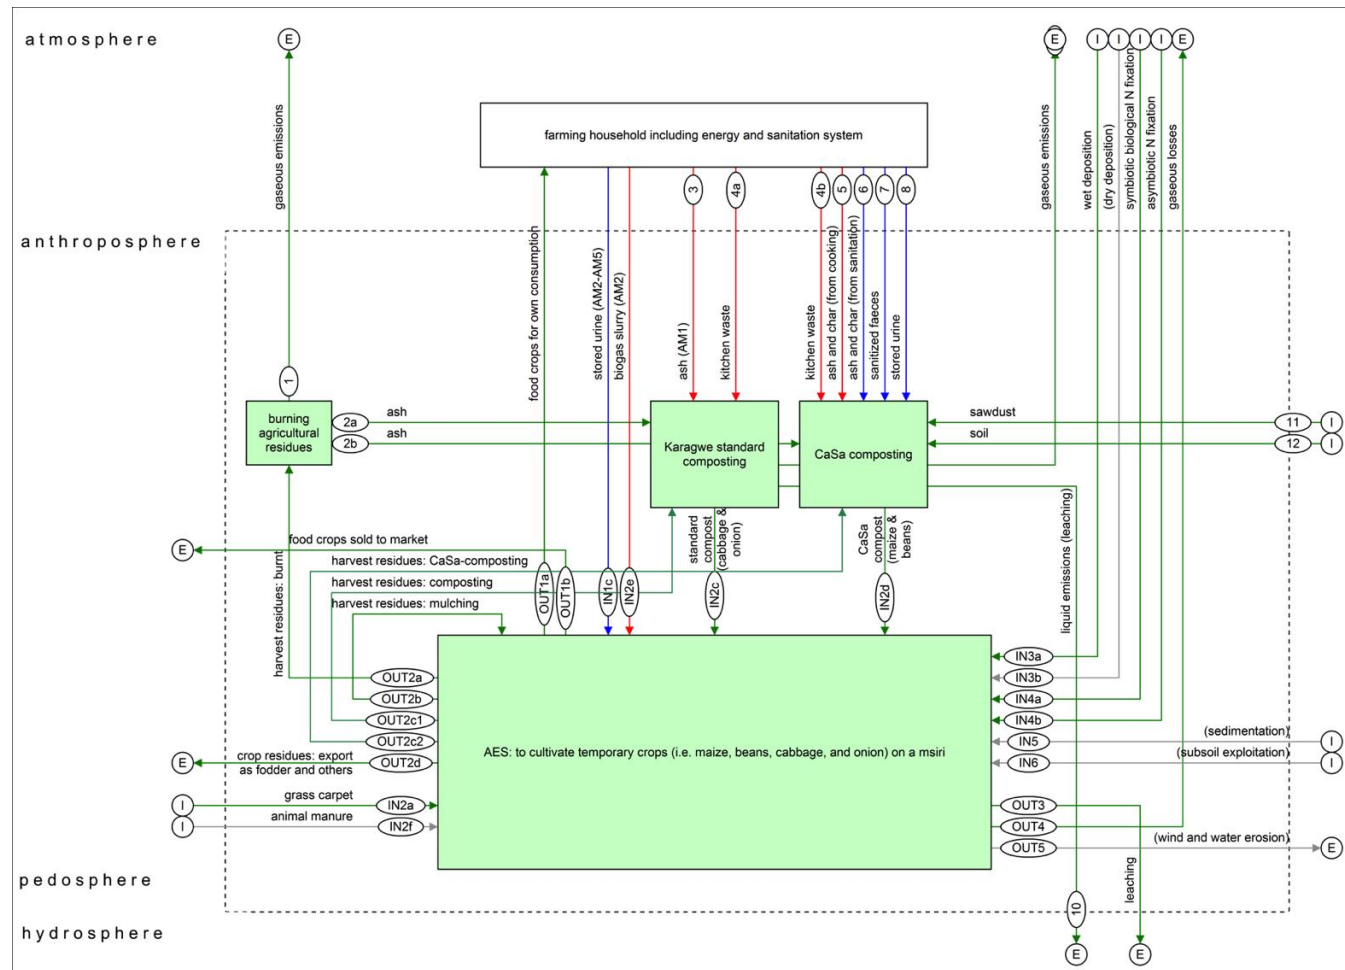 atmosphere
E
E
I
I
I
I
E
gaseous emissions
gaseous emissions
wet deposition
(dry deposition)
symbiotic biological N fixation
asymbiotic N fixation
gaseous losses
farming household including energy and sanitation system
3
4a
4b
5
6
7
8
anthroposphere
food crops for own consumption
stored urine (AM2-AM5)
biogas slurry (AM2)
ash (AM1)
kitchen waste
kitchen waste
ash and char (from cooking)
ash and char (from sanitation)
sanitized faeces
stored urine
1
burning
agricultural
residues
2a
ash
2b
ash
Karagwe standard
composting
CaSa composting
sawdust
11
I
soil
12
I
standard
compost
(cabbage &
onion)
CaSa
compost
(maize &
beans)
liquid emissions (leaching)
E
food crops sold to market
harvest residues: burnt
harvest residues: CaSa-composting
harvest residues: composting
harvest residues: mulching
OUT1a
OUT1b
IN1c
IN2e
IN2c
IN2d
OUT2a
OUT2b
OUT2c1
OUT2c2
OUT2d
E
crop residues: export
as fodder and others
I
grass carpet
IN2a
I
animal manure
IN2f
AES: to cultivate temporary crops (i.e. maize, beans, cabbage, and onion) on a msiri
IN3a
IN3b
IN4a
IN4b
IN5
(sedimentation)
I
IN6
(subsoil exploitation)
I
OUT3
OUT4
OUT5
(wind and water erosion)
E
leaching
pedosphere
10
hydrosphere
E
E